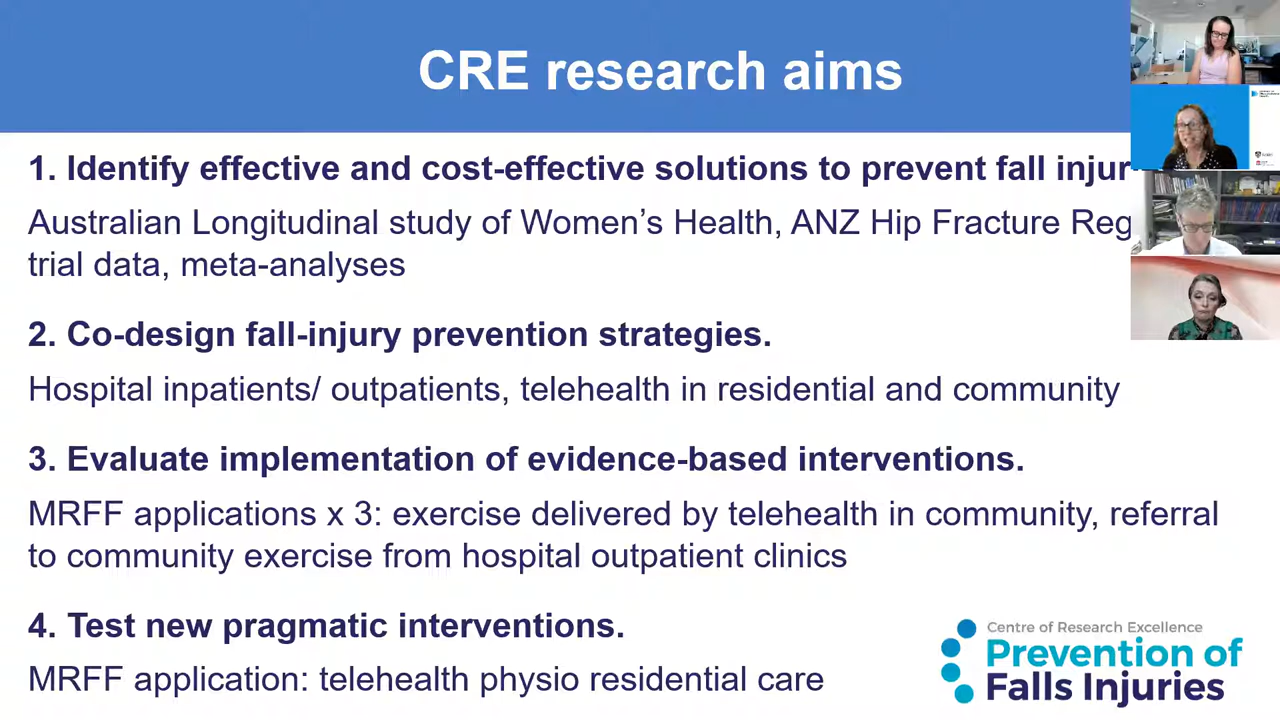 CRE research aims
1. Identify effective and cost-effective solutions to prevent fall injur
Australian Longitudinal study of Women's Health, ANZ Hip Fracture Reg
trial data, meta-analyses
2. Co-design fall-injury prevention strategies.
Hospital inpatients/ outpatients, telehealth in residential and community
3. Evaluate implementation of evidence-based interventions.
MRFF applications x 3: exercise delivered by telehealth in community, referral
to community exercise from hospital outpatient clinics
4. Test new pragmatic interventions.
MRFF application: telehealth physio residential care
Centre of Research Excellence
Prevention of
Falls Injuries